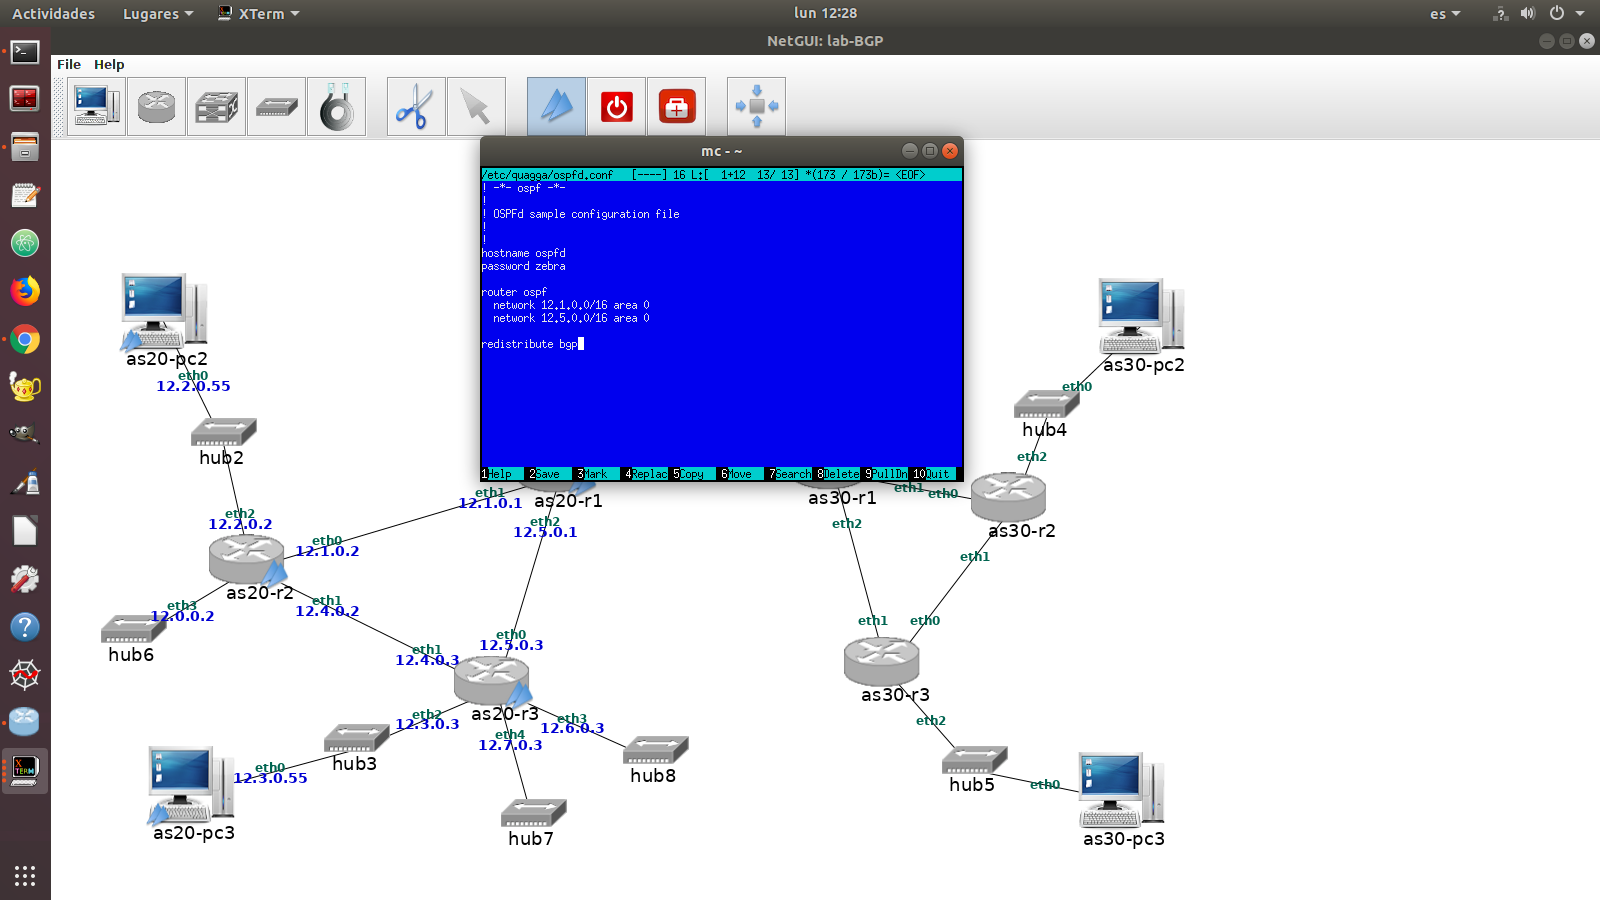 Actividades
Lugares
XTerm
lun 12:28
es
NetGUI: lab-BGP
File Help
mc - ~
/etc/quagga/ospfd.conf [----] 16 L:[ 1+12 13/ 13] *(173 / 173b)= <EOF>
! -*- ospf -*-
!
! OSPFd sample configuration file
!
!
hostname ospfd
password zebra
router ospf
network 12.1.0.0/16 area 0
network 12.5.0.0/16 area 0
redistribute bgp
1Help 2Save 3Mark 4Replac 5Copy 6Move 7Search 8Delete 9PullDn 10Quit
as20-pc2
eth0
12.2.0.55
hub2
eth2
12.2.0.2
eth0
12.1.0.2
as20-r2
eth3
12.0.0.2
hub6
eth1
12.4.0.2
eth1
12.1.0.1
as20-r1
eth2
12.5.0.1
eth0
12.5.0.3
eth1
12.4.0.3
as20-r3
eth2
12.3.0.3
eth3
12.6.0.3
eth4
12.7.0.3
hub3
hub8
hub7
eth0
12.3.0.55
as20-pc3
as30-pc2
eth0
hub4
eth2
as30-r1
eth1
eth0
as30-r2
eth2
eth1
eth1
eth0
as30-r3
eth2
hub5
eth0
as30-pc3
X
TERM